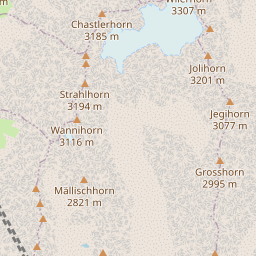 Chastlerhorn
3185 m
3307 m
Jolihorn
3201 m
Strahlhorn
3194 m
Jegihorn
3077 m
Wannihorn
3116 m
Grosshorn
2995 m
Mällischhorn
2821 m